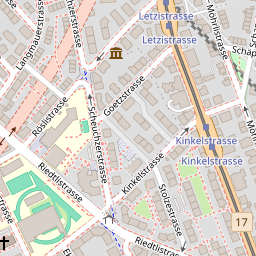 Letzistrasse
Letzistrasse
Langmauerstrasse
Scheuchzerstrasse
Goetzstrasse
Röslistrasse
Riedtlistrasse
Kinkelstrasse
Kinkelstrasse
Kinkelstrasse
Stolzestrasse
17
Riedtlistrasse